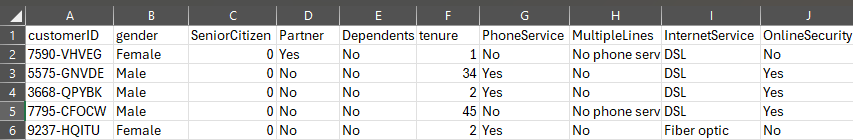 A B C D E F G H I J
1 customerID gender SeniorCitizen Partner Dependents tenure PhoneService MultipleLines InternetService OnlineSecurity
2 7590-VHVEG Female 0 Yes No 1 No No phone serv DSL No
3 5575-GNVDE Male 0 No No 34 Yes No DSL Yes
4 3668-QPYBK Male 0 No No 2 Yes No DSL Yes
5 7795-CFOCW Male 0 No No 45 No No phone serv DSL Yes
6 9237-HQITU Female 0 No No 2 Yes No Fiber optic No